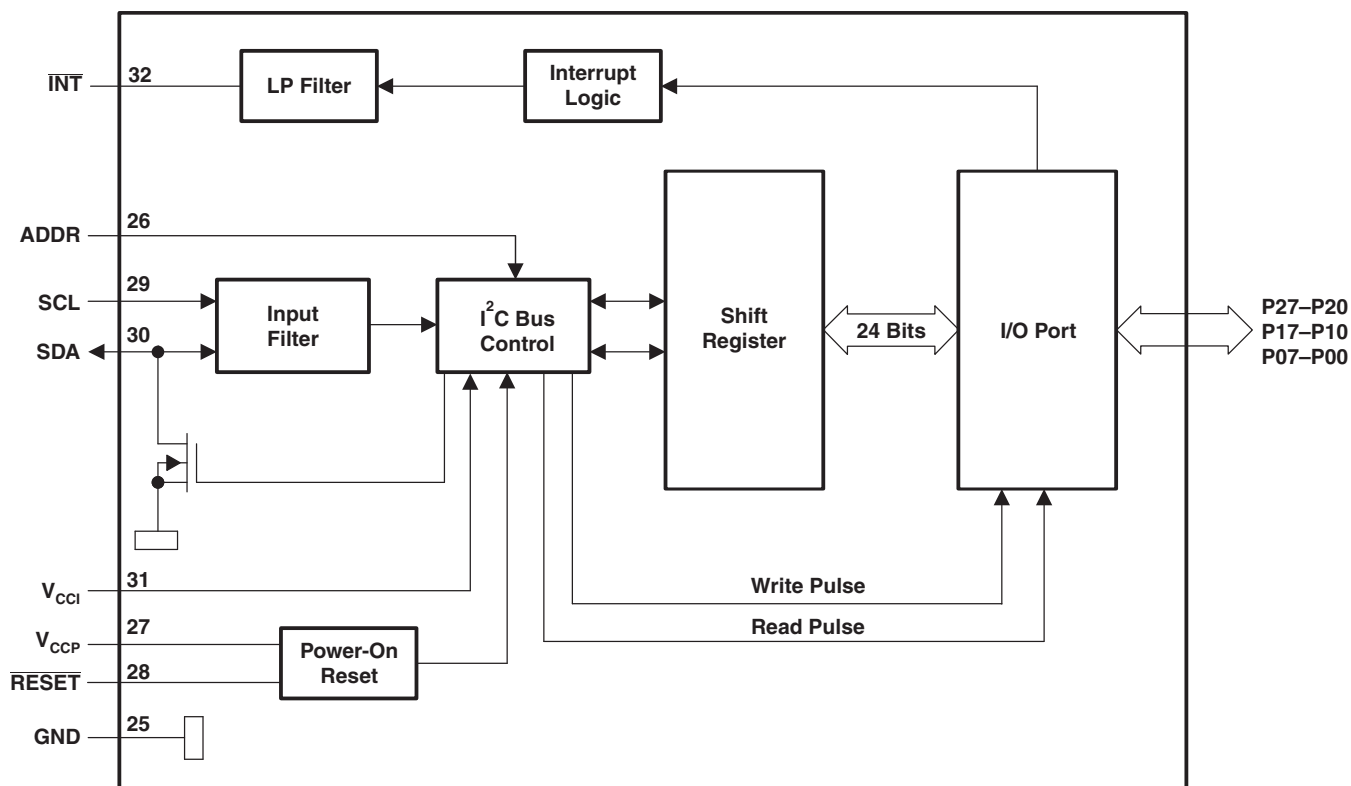 INT
32
LP Filter
Interrupt
Logic
ADDR
26
SCL
29
SDA
30
Input
Filter
I²C Bus
Control
Shift
Register
24 Bits
I/O Port
P27–P20
P17–P10
P07–P00
V_CCI
31
Write Pulse
V_CCP
27
Read Pulse
RESET
28
Power-On
Reset
GND
25